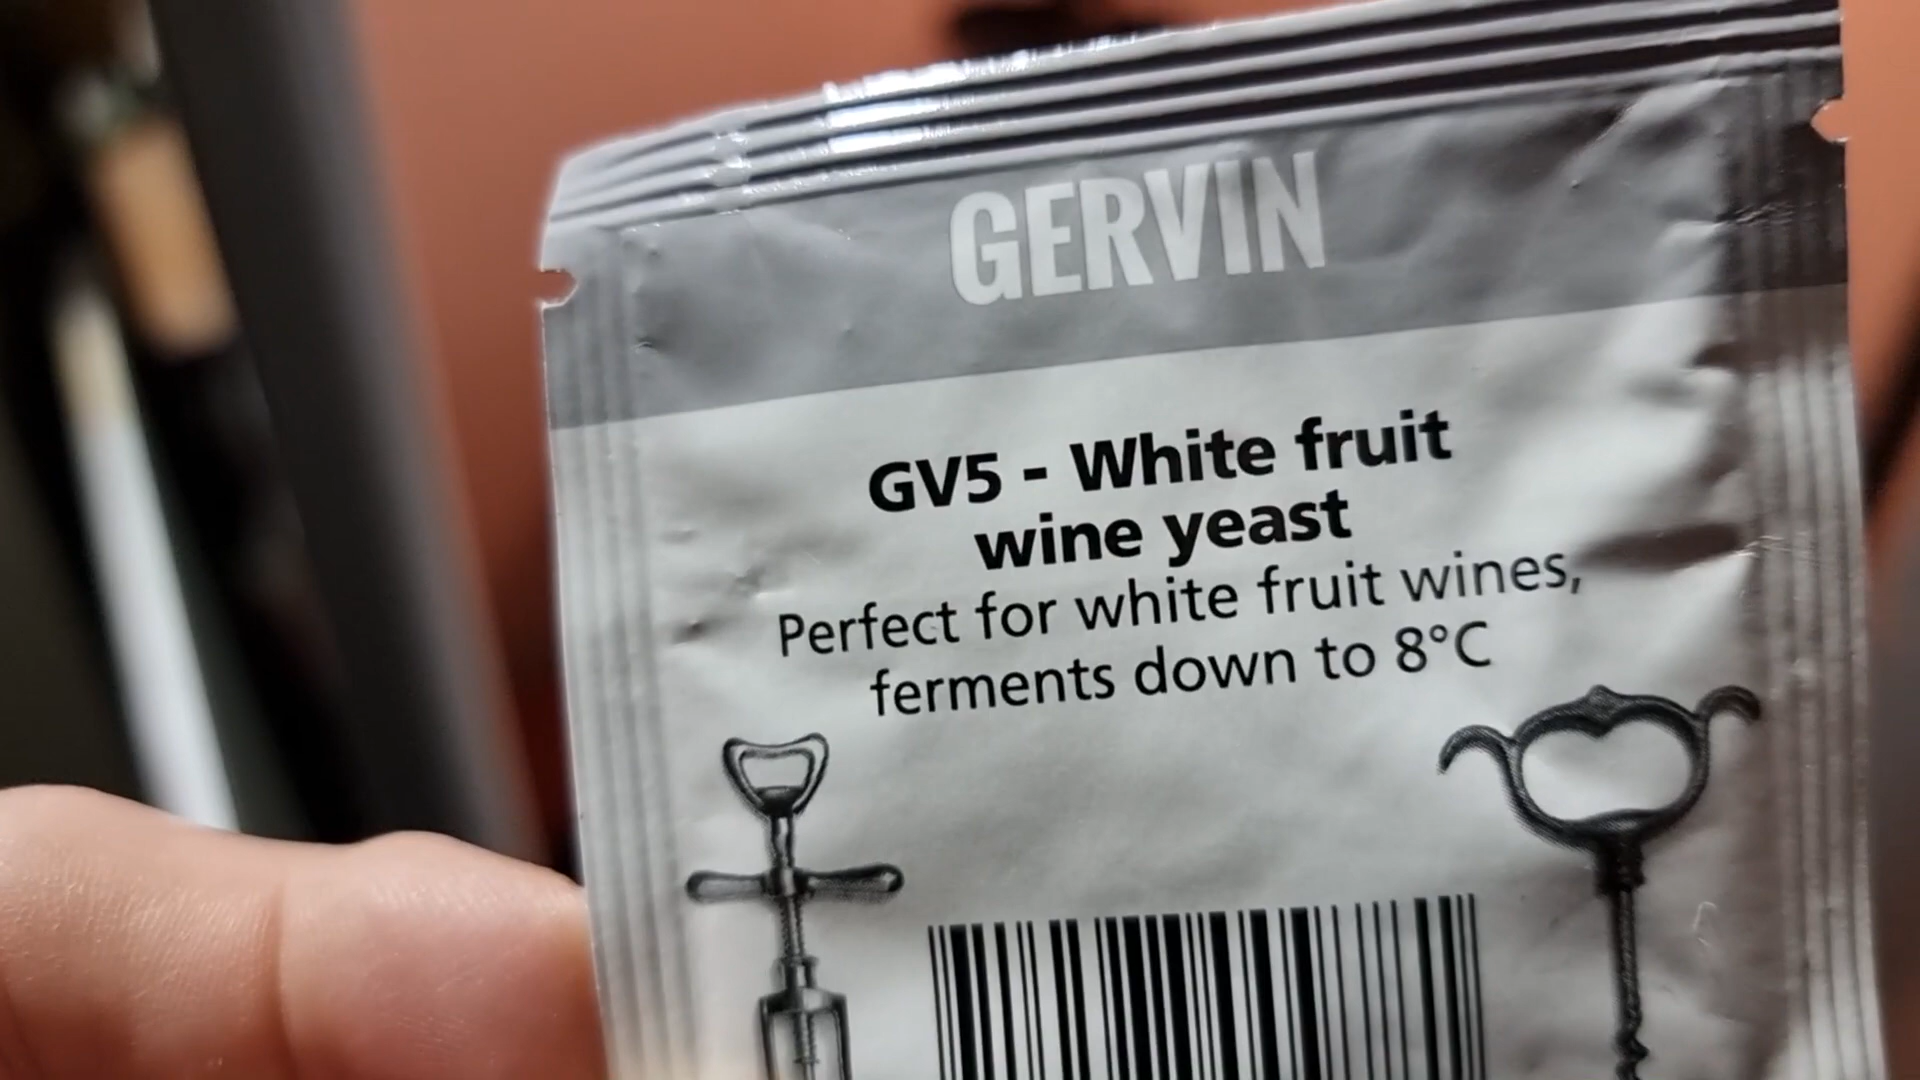 GERVIN
GV5 - White fruit
wine yeast
Perfect for white fruit wines,
ferments down to 8°C